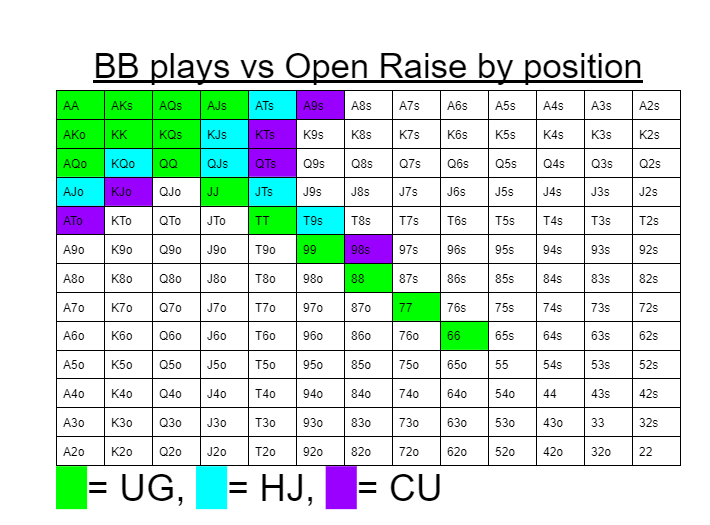 BB plays vs Open Raise by position
AA AKs AQs AJs ATs A9s A8s A7s A6s A5s A4s A3s A2s
AKo KK KQs KJs KTs K9s K8s K7s K6s K5s K4s K3s K2s
AQo KQo QQ QJs QTs Q9s Q8s Q7s Q6s Q5s Q4s Q3s Q2s
AJo KJo QJo JJ JTs J9s J8s J7s J6s J5s J4s J3s J2s
ATo KTo QTo JTo TT T9s T8s T7s T6s T5s T4s T3s T2s
A9o K9o Q9o J9o T9o 99 98s 97s 96s 95s 94s 93s 92s
A8o K8o Q8o J8o T8o 98o 88 87s 86s 85s 84s 83s 82s
A7o K7o Q7o J7o T7o 97o 87o 77 76s 75s 74s 73s 72s
A6o K6o Q6o J6o T6o 96o 86o 76o 66 65s 64s 63s 62s
A5o K5o Q5o J5o T5o 95o 85o 75o 65o 55 54s 53s 52s
A4o K4o Q4o J4o T4o 94o 84o 74o 64o 54o 44 43s 42s
A3o K3o Q3o J3o T3o 93o 83o 73o 63o 53o 43o 33 32s
A2o K2o Q2o J2o T2o 92o 82o 72o 62o 52o 42o 32o 22
= UG, = HJ, = CU